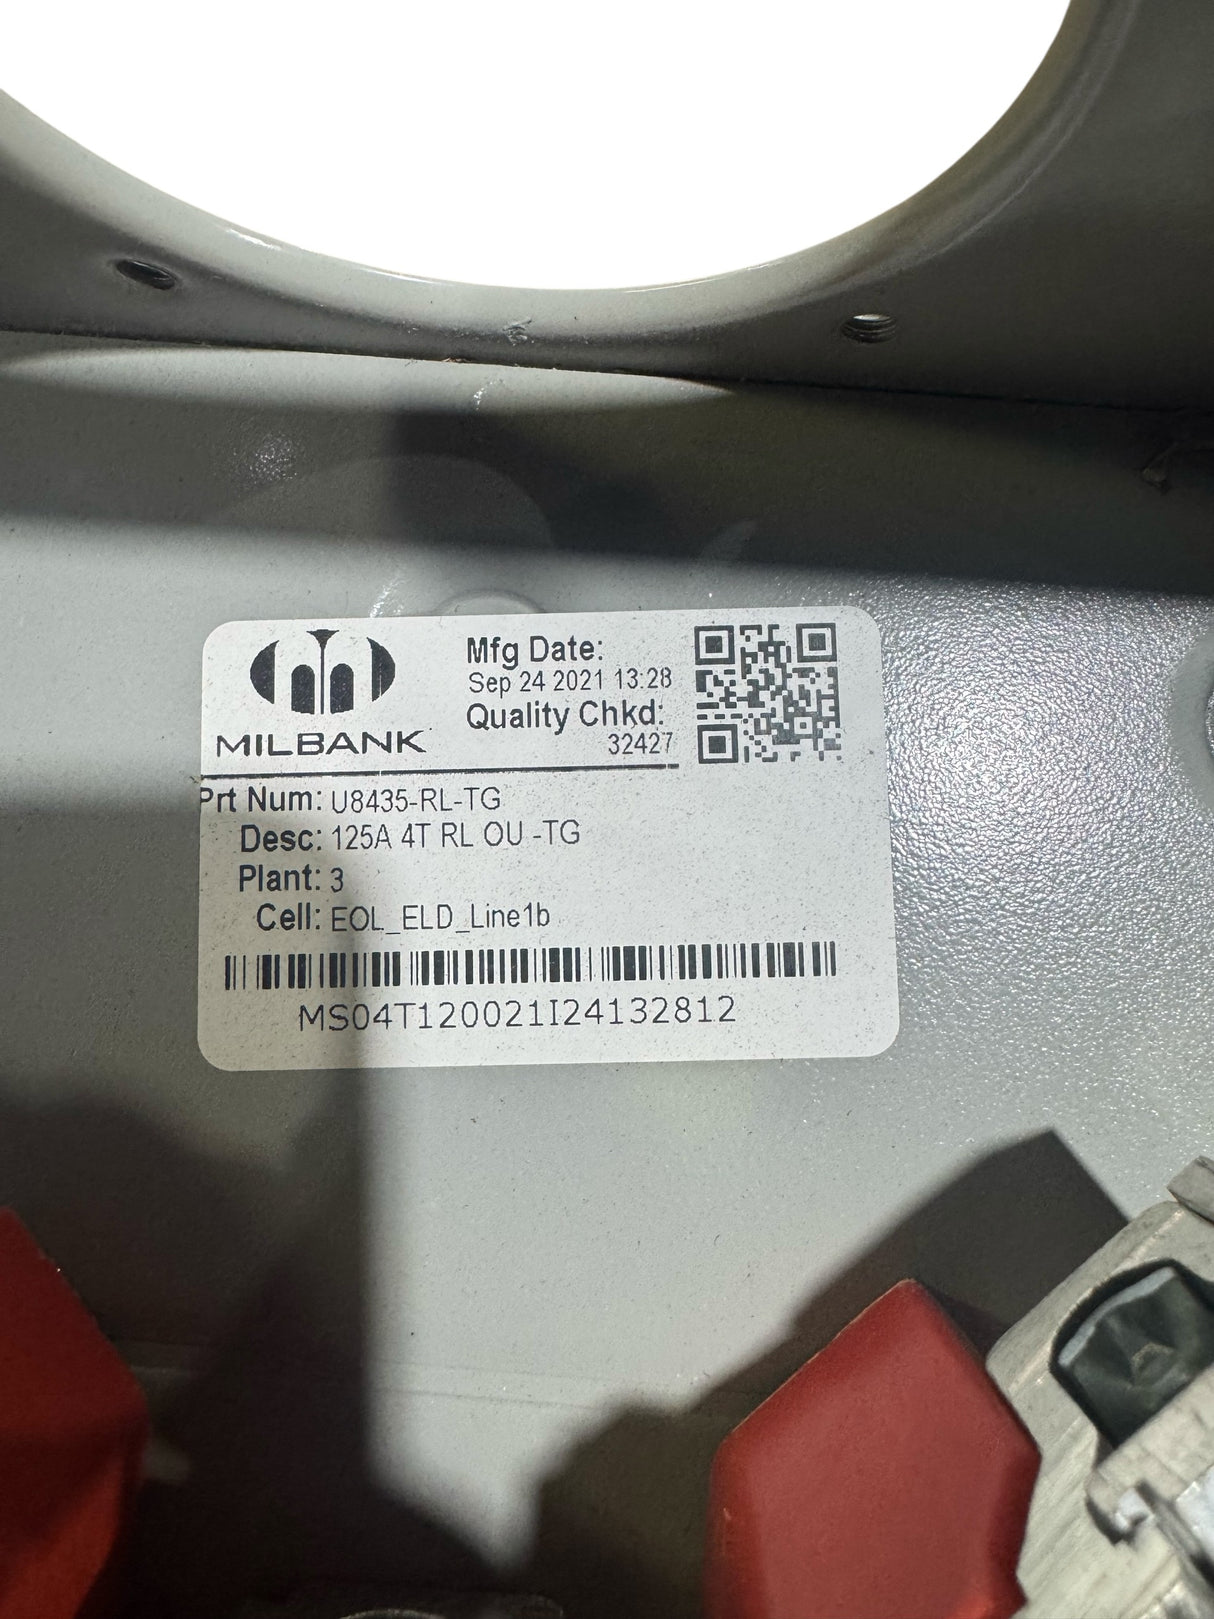 MILBANK
Mfg Date:
Sep 24 2021 13:28
Quality Chkd:
32427
Prt Num: U8435-RL-TG
Desc: 125A 4T RL OU -TG
Plant: 3
Cell: EOL_ELD_Line1b
MS04T120021I24132812